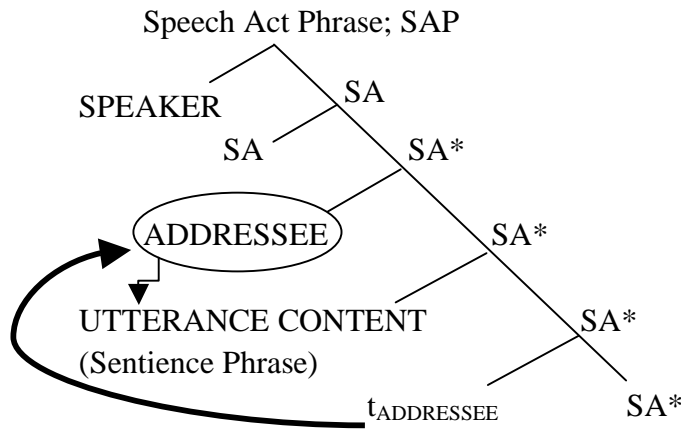 Speech Act Phrase; SAP
SA
SPEAKER
SA SA*
ADDRESSEE
SA*
UTTERANCE CONTENT
SA*
(Sentience Phrase)
tADDRESSEE SA*